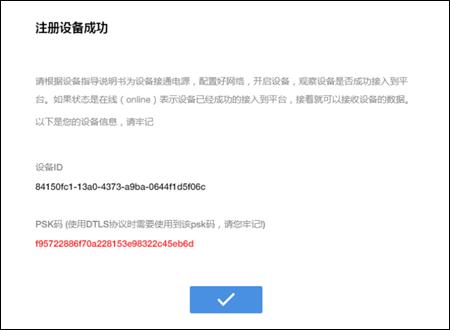 注册设备成功
请根据设备指导说明书为设备接通电源，配置好网络，开启设备，观察设备是否成功接入到平
台。如果状态是在线（online）表示设备已经成功的接入到平台，接着就可以接收设备的数据。
以下是您的设备信息，请牢记
设备ID
84150fc1-13a0-4373-a9ba-0644f1d5f06c
PSK码 (使用DTLS协议时需要使用到该psk码，请您牢记!)
f95722886f70a228153e98322c45eb6d